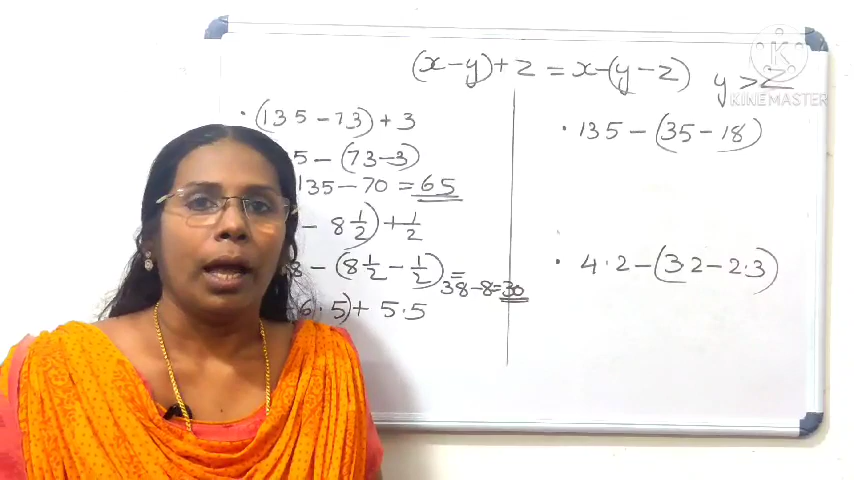 (x-y)+z = x-(y-z) y>z
KINEMASTER
• (135-73)+3
5-(73-3)
135-70=65
- 8 1/2)+1/2
8-(8 1/2-1/2)=
38-8=30
-6.5)+5.5
• 135-(35-18)
• 4.2-(3.2-2.3)